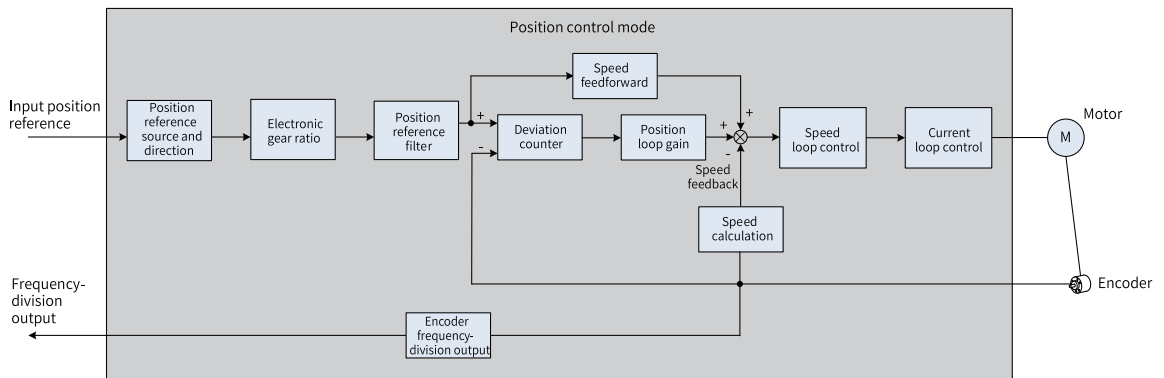 Position control mode
Speed
feedforward
Input position
reference
Position
reference
source and
direction
Electronic
gear ratio
Position
reference
filter
+
-
Deviation
counter
Position
loop gain
+
+
-
Speed
feedback
Speed
loop control
Current
loop control
Motor
M
Speed
calculation
Encoder
Frequency-
division
output
Encoder
frequency-
division output